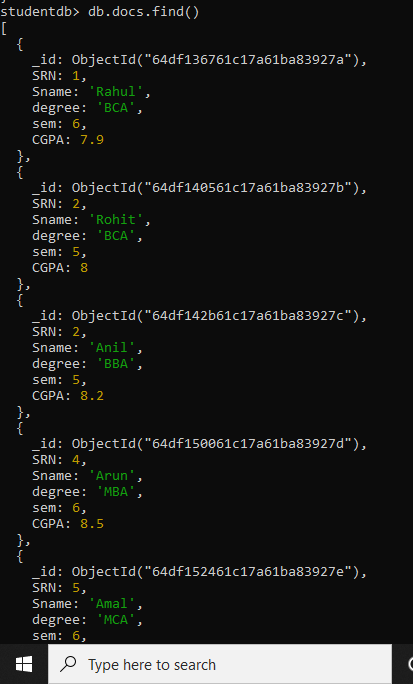 studentdb> db.docs.find()
[
  {
    _id: ObjectId("64df136761c17a61ba83927a"),
    SRN: 1,
    Sname: 'Rahul',
    degree: 'BCA',
    sem: 6,
    CGPA: 7.9
  },
  {
    _id: ObjectId("64df140561c17a61ba83927b"),
    SRN: 2,
    Sname: 'Rohit',
    degree: 'BCA',
    sem: 5,
    CGPA: 8
  },
  {
    _id: ObjectId("64df142b61c17a61ba83927c"),
    SRN: 2,
    Sname: 'Anil',
    degree: 'BBA',
    sem: 5,
    CGPA: 8.2
  },
  {
    _id: ObjectId("64df150061c17a61ba83927d"),
    SRN: 4,
    Sname: 'Arun',
    degree: 'MBA',
    sem: 6,
    CGPA: 8.5
  },
  {
    _id: ObjectId("64df152461c17a61ba83927e"),
    SRN: 5,
    Sname: 'Amal',
    degree: 'MCA',
    sem: 6,
Type here to search